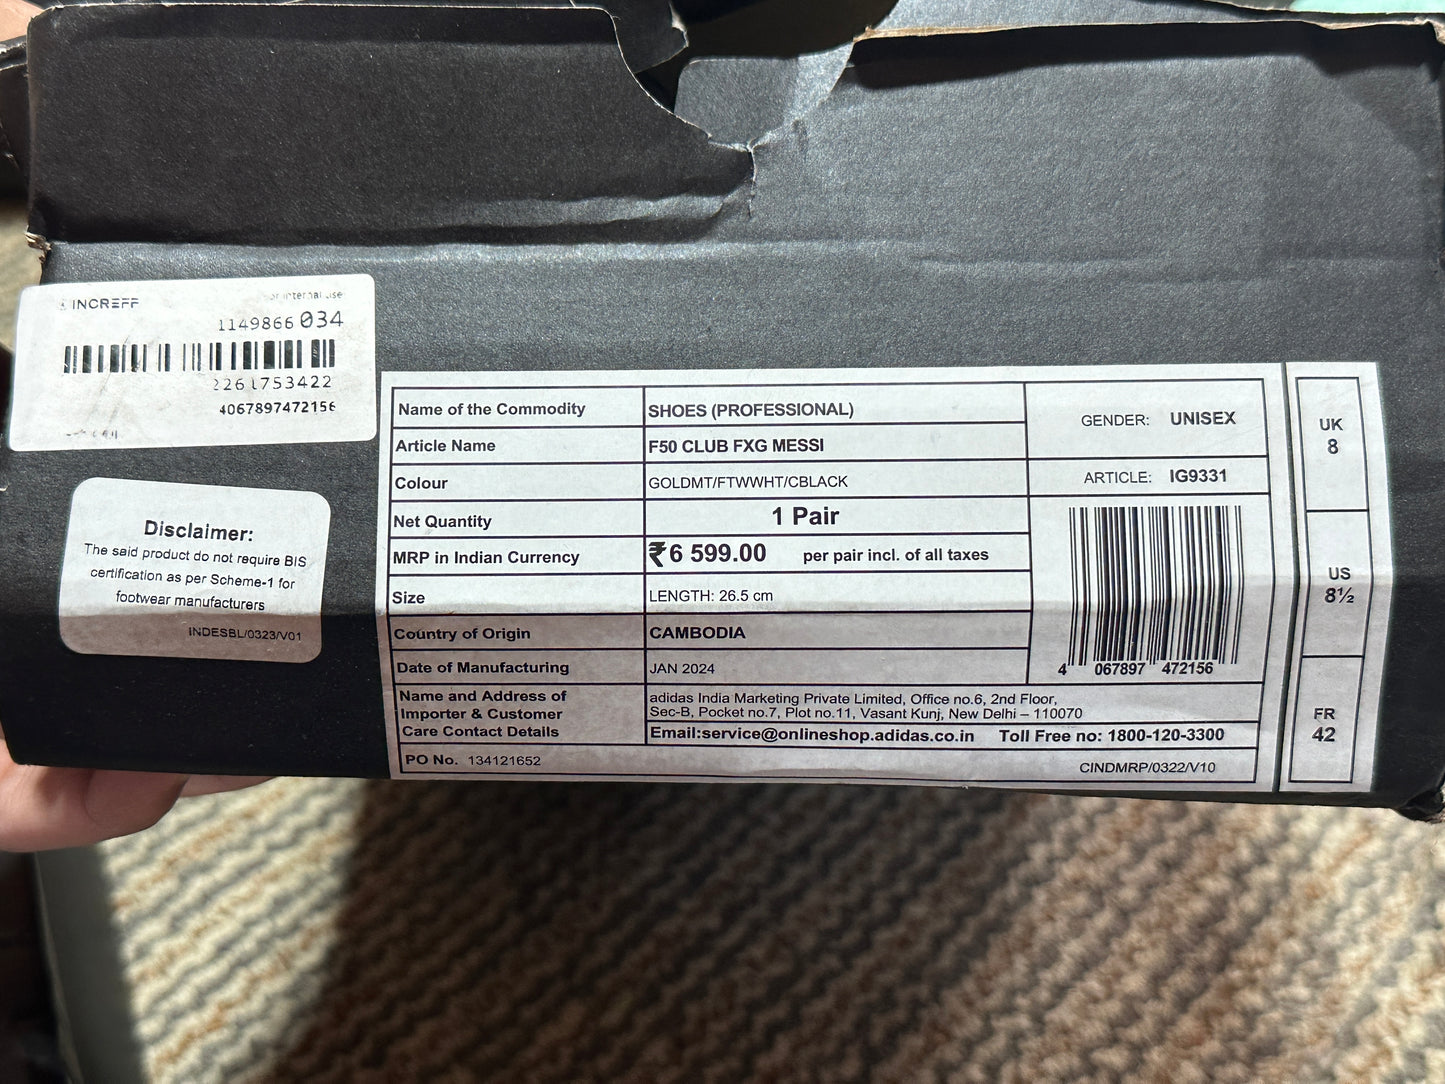 INCREFF
For internal use
1149866 034
2261753422
4067897472156
Disclaimer:
The said product do not require BIS
certification as per Scheme-1 for
footwear manufacturers
INDESBL/0323/V01
Name of the Commodity SHOES (PROFESSIONAL)
Article Name F50 CLUB FXG MESSI
Colour GOLDMT/FTWWHT/CBLACK
Net Quantity 1 Pair
MRP in Indian Currency ₹6 599.00 per pair incl. of all taxes
Size LENGTH: 26.5 cm
Country of Origin CAMBODIA
Date of Manufacturing JAN 2024
Name and Address of
Importer & Customer
Care Contact Details
adidas India Marketing Private Limited, Office no.6, 2nd Floor,
Sec-B, Pocket no.7, Plot no.11, Vasant Kunj, New Delhi – 110070
Email:service@onlineshop.adidas.co.in Toll Free no: 1800-120-3300
PO No. 134121652 CINDMRP/0322/V10
GENDER: UNISEX
ARTICLE: IG9331
4 067897 472156
UK
8
US
8½
FR
42